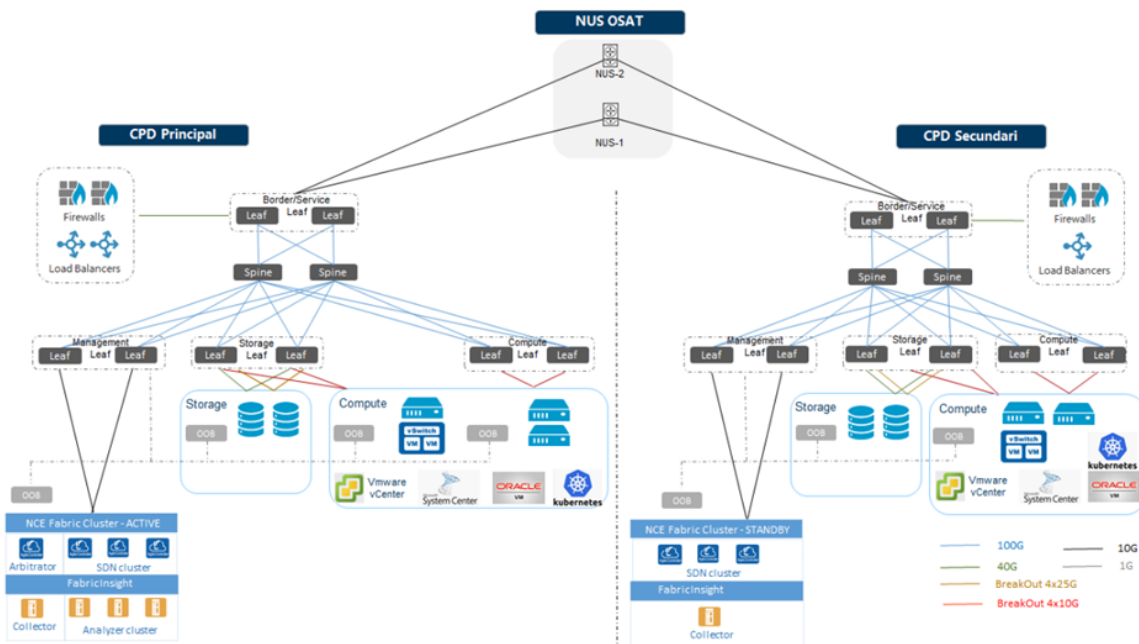 NUS OSAT
NUS-2
NUS-1
CPD Principal
Firewalls
Load Balancers
Border/Service
Leaf
Leaf
Leaf
Spine
Spine
Management
Leaf
Leaf
Leaf
Storage
Leaf
Leaf
Leaf
Compute
Leaf
Leaf
Leaf
Storage
OOB
Compute
vSwitch
VM VM
OOB
OOB
Vmware
vCenter
System Center
ORACLE
VM
kubernetes
OOB
NCE Fabric Cluster - ACTIVE
Arbitrator
SDN cluster
FabricInsight
Collector
Analyzer cluster
CPD Secundari
Firewalls
Load Balancers
Border/Service
Leaf
Leaf
Leaf
Spine
Spine
Management
Leaf
Leaf
Leaf
Storage
Leaf
Leaf
Leaf
Compute
Leaf
Leaf
Leaf
Storage
OOB
Compute
vSwitch
VM VM
OOB
kubernetes
Vmware
vCenter
System Center
ORACLE
VM
OOB
NCE Fabric Cluster - STANDBY
SDN cluster
FabricInsight
Collector
100G
10G
40G
1G
BreakOut 4x25G
BreakOut 4x10G